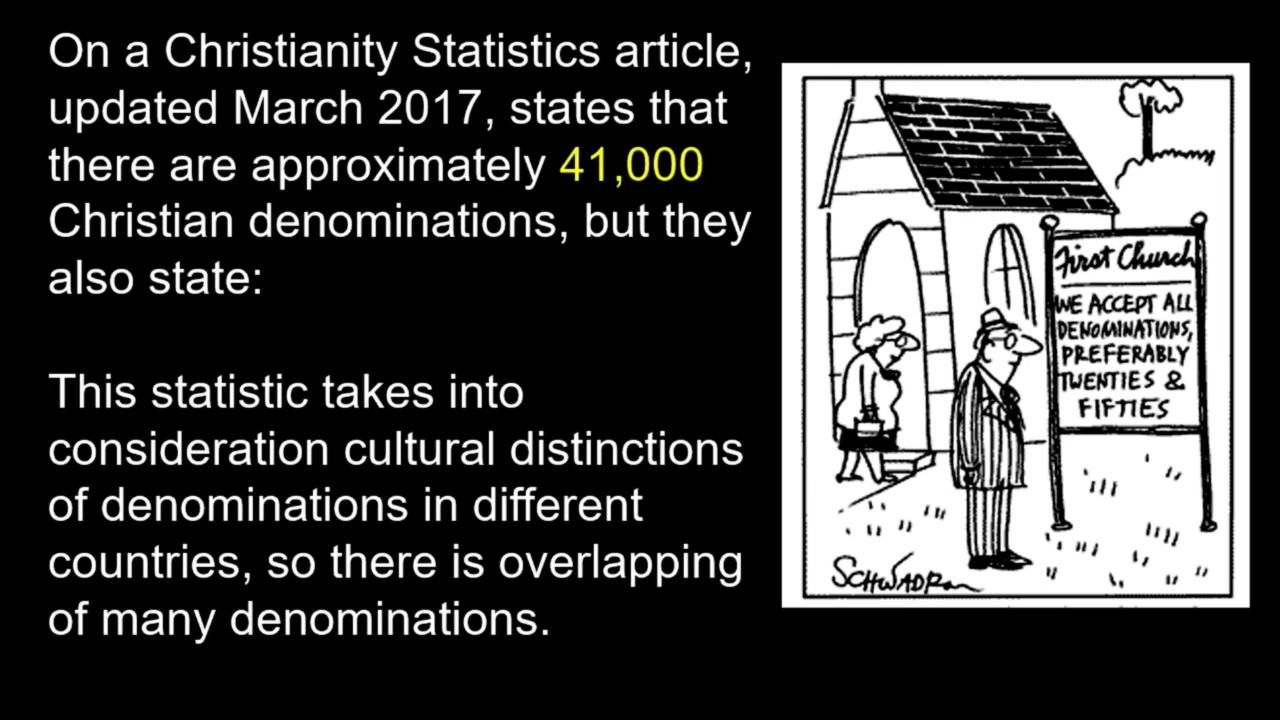 On a Christianity Statistics article,
updated March 2017, states that
there are approximately 41,000
Christian denominations, but they
also state:
This statistic takes into
consideration cultural distinctions
of denominations in different
countries, so there is overlapping
of many denominations.
First Church
WE ACCEPT ALL
DENOMINATIONS,
PREFERABLY
TWENTIES &
FIFTIES
SCHWADRON